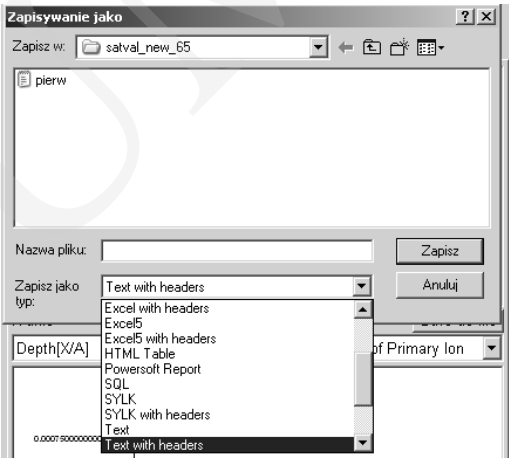 Zapisywanie jako
Zapisz w: satval_new_65
pierw
Nazwa pliku: Zapisz
Zapisz jako typ: Text with headers Anuluj
Excel with headers
Excel5
Excel5 with headers
HTML Table
Powersoft Report
SQL
SYLK
SYLK with headers
Text
Text with headers
Depth[X/A] of Primary Ion